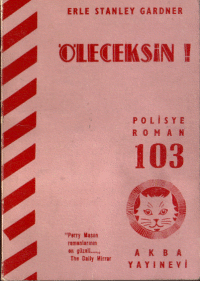 ERLE STANLEY GARDNER
ÖLECEKSİN !
POLİSYE
ROMAN
103
"Perry Mason
romanlarının
en güzeli.....,
The Daily Mirror
AKBA
YAYINEVİ